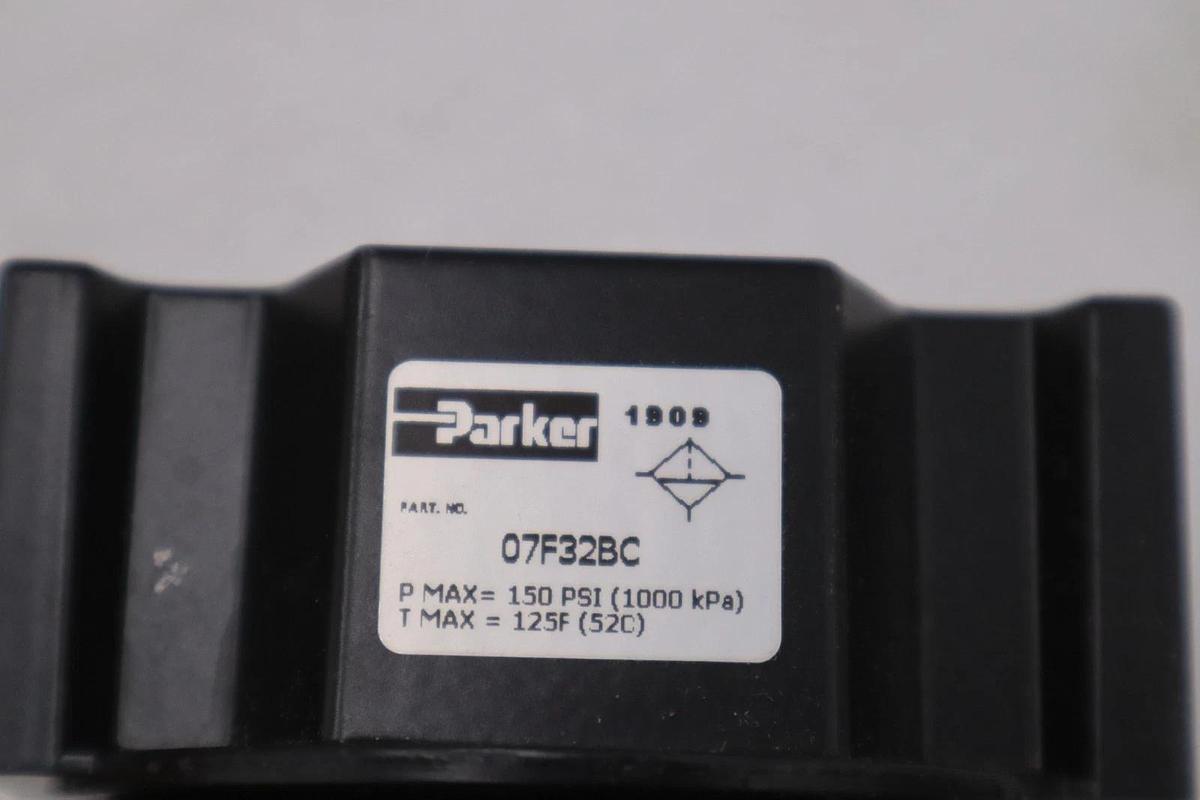 Parker
1909
PART. NO.
07F32BC
P MAX= 150 PSI (1000 kPa)
T MAX = 125F (52C)